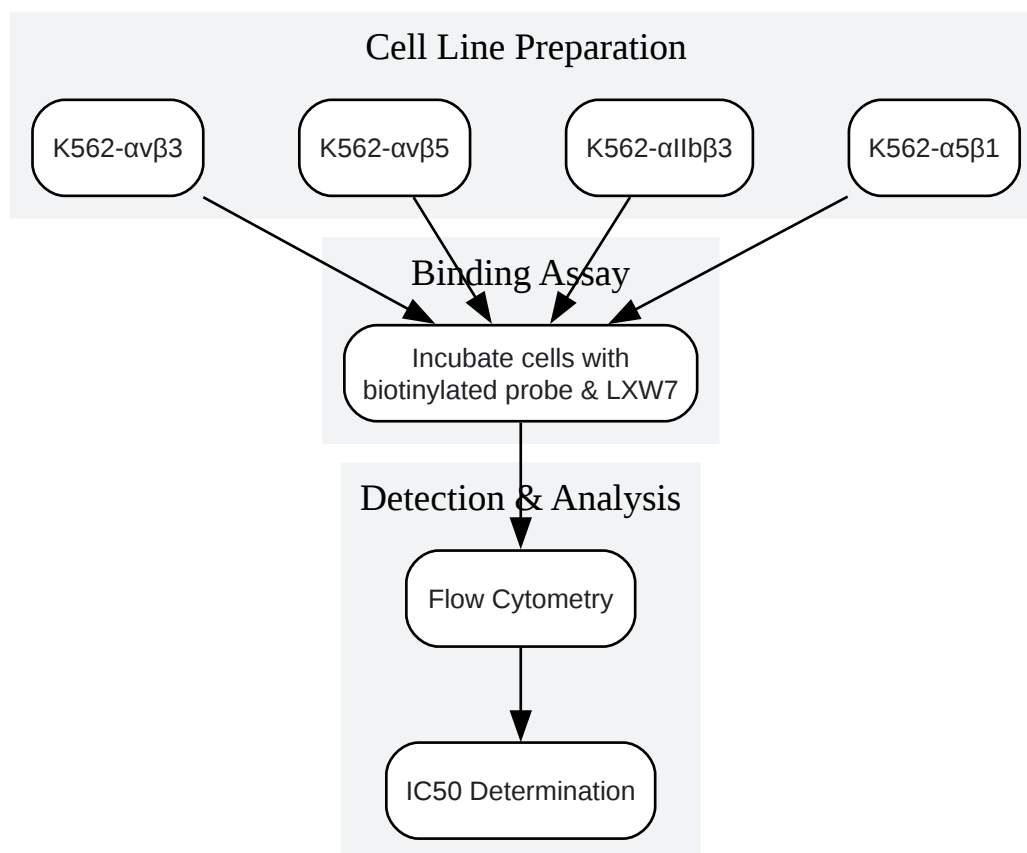 Cell Line Preparation
K562-αvβ3
K562-αvβ5
K562-αIIbβ3
K562-α5β1
Binding Assay
Incubate cells with
biotinylated probe & LXW7
Detection & Analysis
Flow Cytometry
IC50 Determination